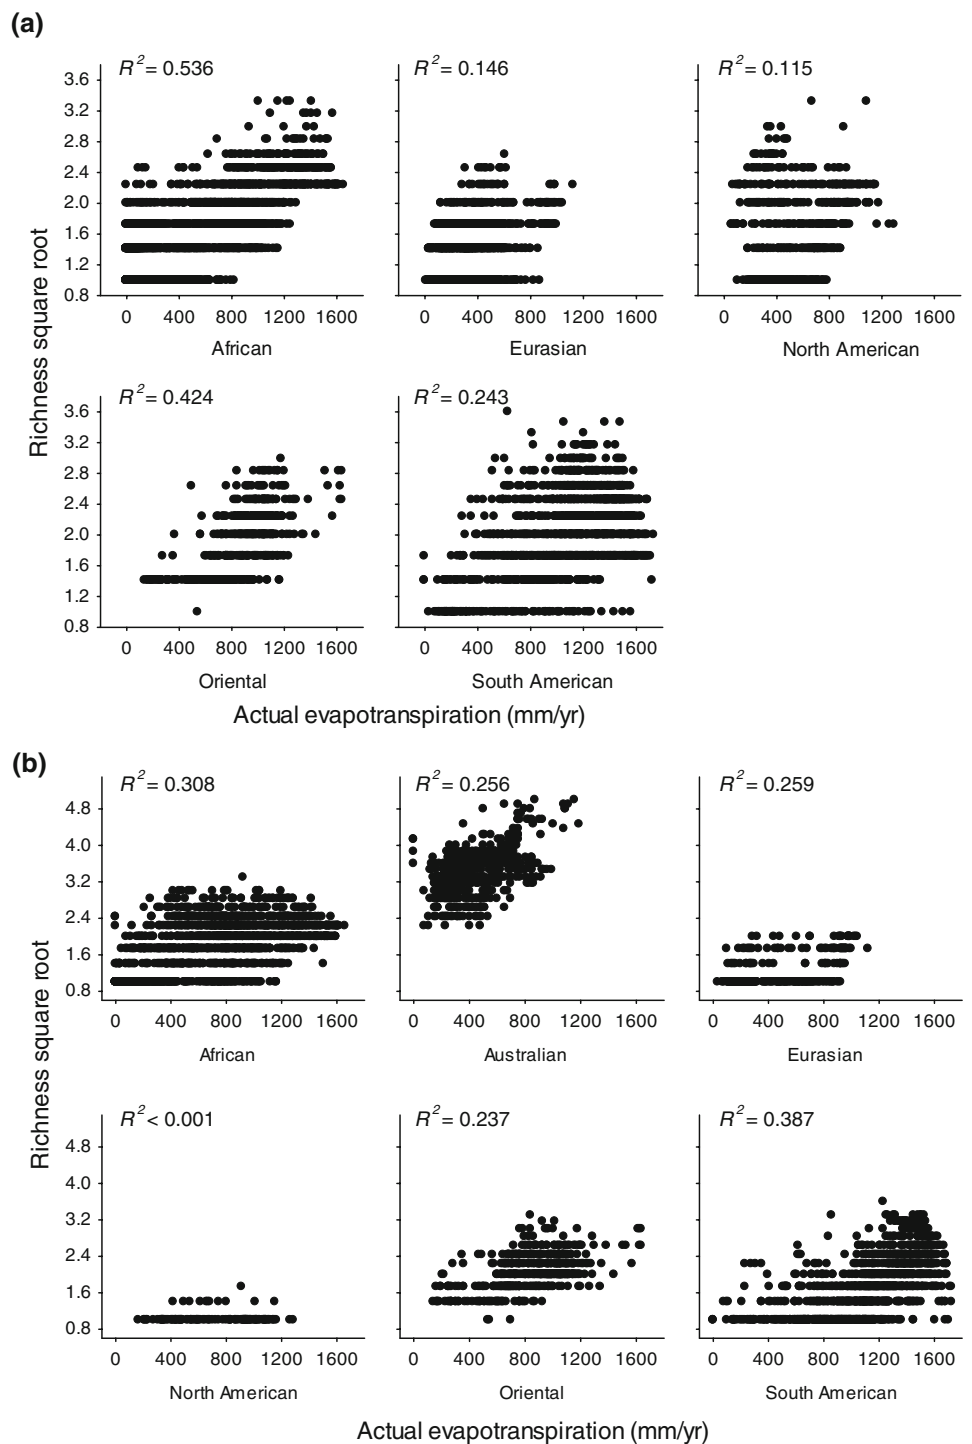 (a)
R² = 0.536
R² = 0.146
R² = 0.115
3.6
3.2
2.8
2.4
2.0
1.6
1.2
0.8
0 400 800 1200 1600
0 400 800 1200 1600
0 400 800 1200 1600
African
Eurasian
North American
Richness square root
R² = 0.424
R² = 0.243
3.6
3.2
2.8
2.4
2.0
1.6
1.2
0.8
0 400 800 1200 1600
0 400 800 1200 1600
Oriental
South American
Actual evapotranspiration (mm/yr)
(b)
R² = 0.308
R² = 0.256
R² = 0.259
4.8
4.0
3.2
2.4
1.6
0.8
0 400 800 1200 1600
0 400 800 1200 1600
0 400 800 1200 1600
African
Australian
Eurasian
Richness square root
R² < 0.001
R² = 0.237
R² = 0.387
4.8
4.0
3.2
2.4
1.6
0.8
0 400 800 1200 1600
0 400 800 1200 1600
0 400 800 1200 1600
North American
Oriental
South American
Actual evapotranspiration (mm/yr)